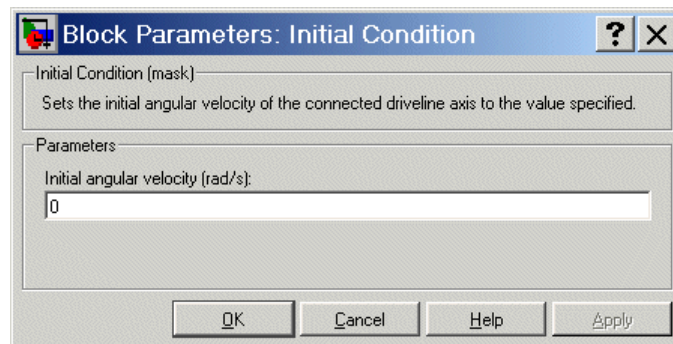 Block Parameters: Initial Condition
Initial Condition (mask)
Sets the initial angular velocity of the connected driveline axis to the value specified.
Parameters
Initial angular velocity (rad/s):
0
OK Cancel Help Apply